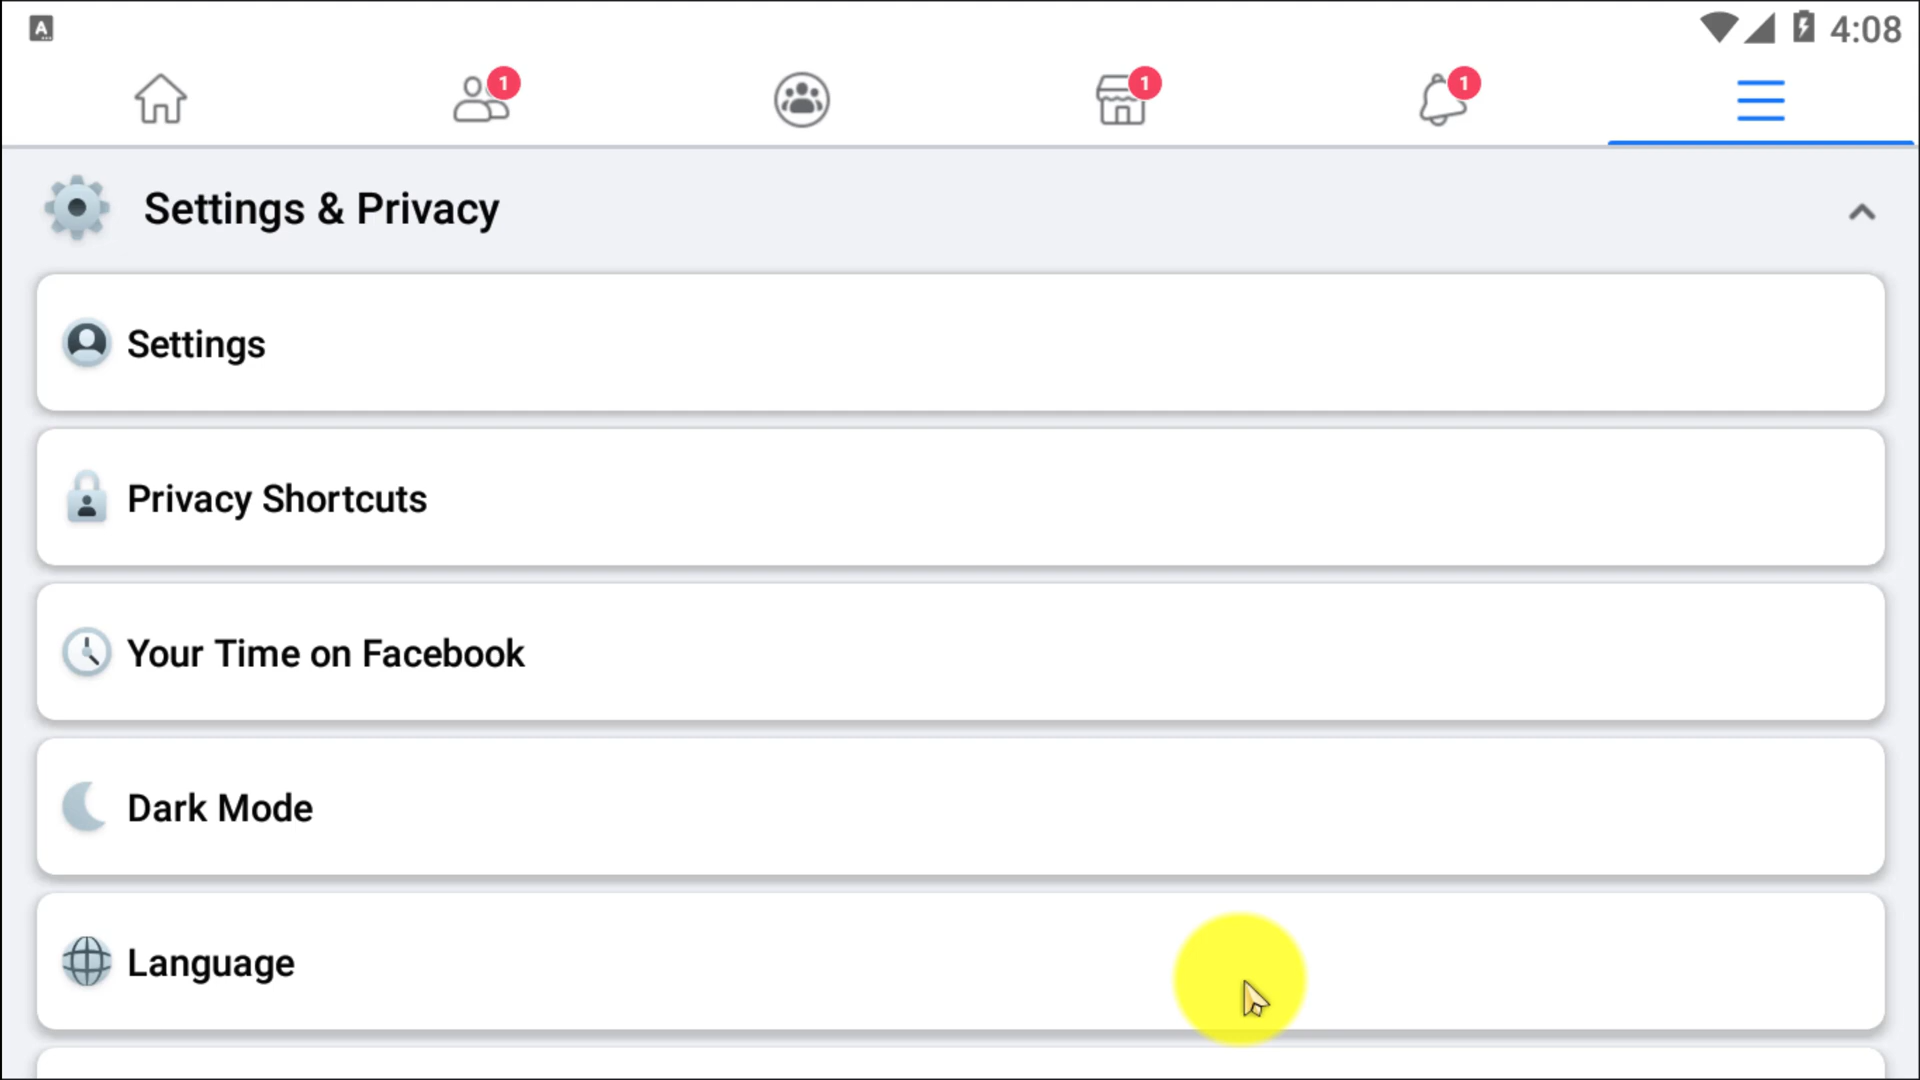 A
4:08
1
1
1
Settings & Privacy
Settings
Privacy Shortcuts
Your Time on Facebook
Dark Mode
Language